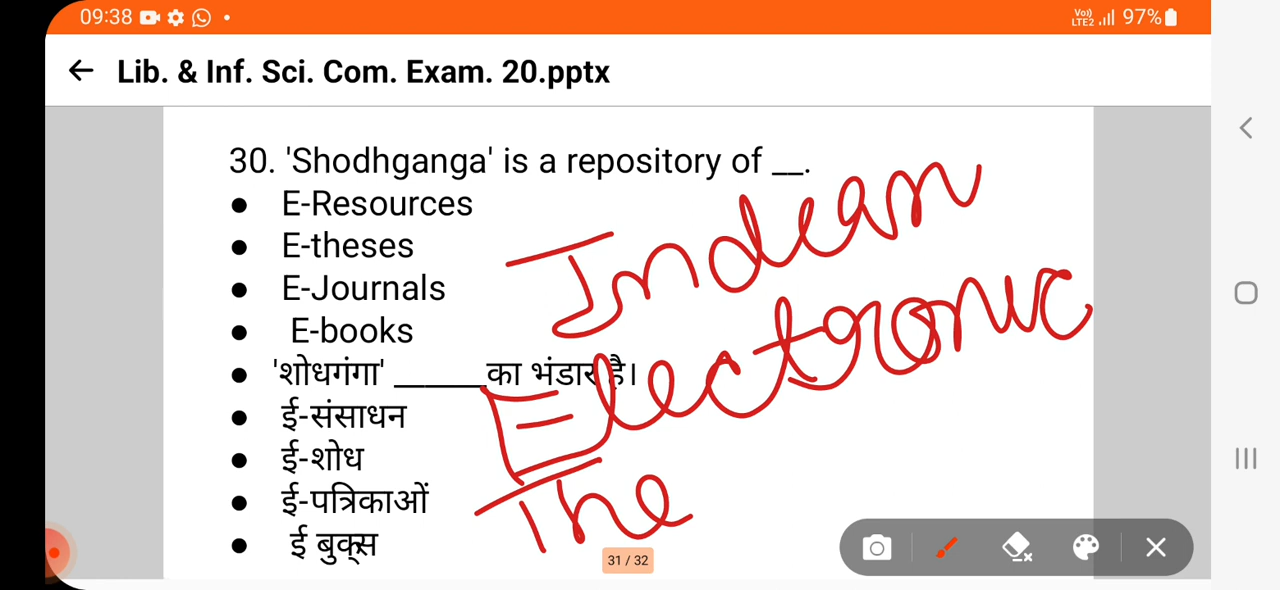 09:38 Vo)) LTE2 97%
Lib. & Inf. Sci. Com. Exam. 20.pptx
30. 'Shodhganga' is a repository of __.
● E-Resources
● E-theses
● E-Journals
● E-books
● 'शोधगंगा' ______का भंडार है।
● ई-संसाधन
● ई-शोध
● ई-पत्रिकाओं
● ई बुक्स
Indian
Electronic
The
31 / 32